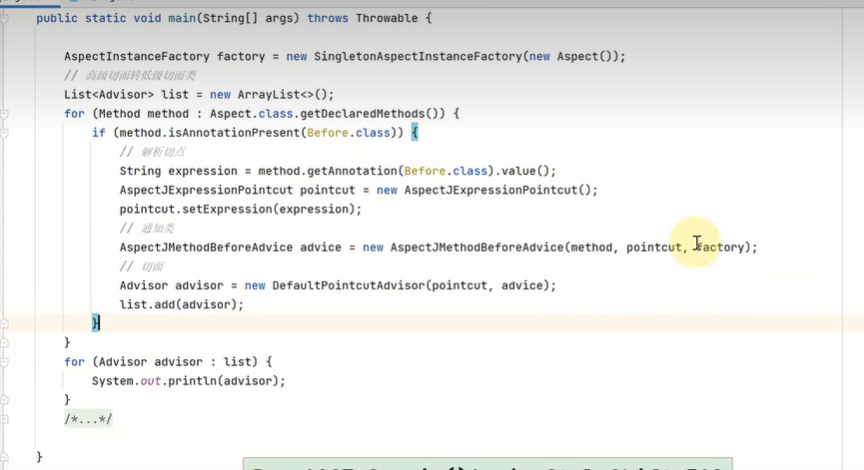 public static void main(String[] args) throws Throwable {
AspectInstanceFactory factory = new SingletonAspectInstanceFactory(new Aspect());
// 高级切面转低级切面类
List<Advisor> list = new ArrayList<>();
for (Method method : Aspect.class.getDeclaredMethods()) {
if (method.isAnnotationPresent(Before.class)) {
// 解析切点
String expression = method.getAnnotation(Before.class).value();
AspectJExpressionPointcut pointcut = new AspectJExpressionPointcut();
pointcut.setExpression(expression);
// 通知类
AspectJMethodBeforeAdvice advice = new AspectJMethodBeforeAdvice(method, pointcut, factory);
// 切面
Advisor advisor = new DefaultPointcutAdvisor(pointcut, advice);
list.add(advisor);
}
}
for (Advisor advisor : list) {
System.out.println(advisor);
}
/*...*/
}